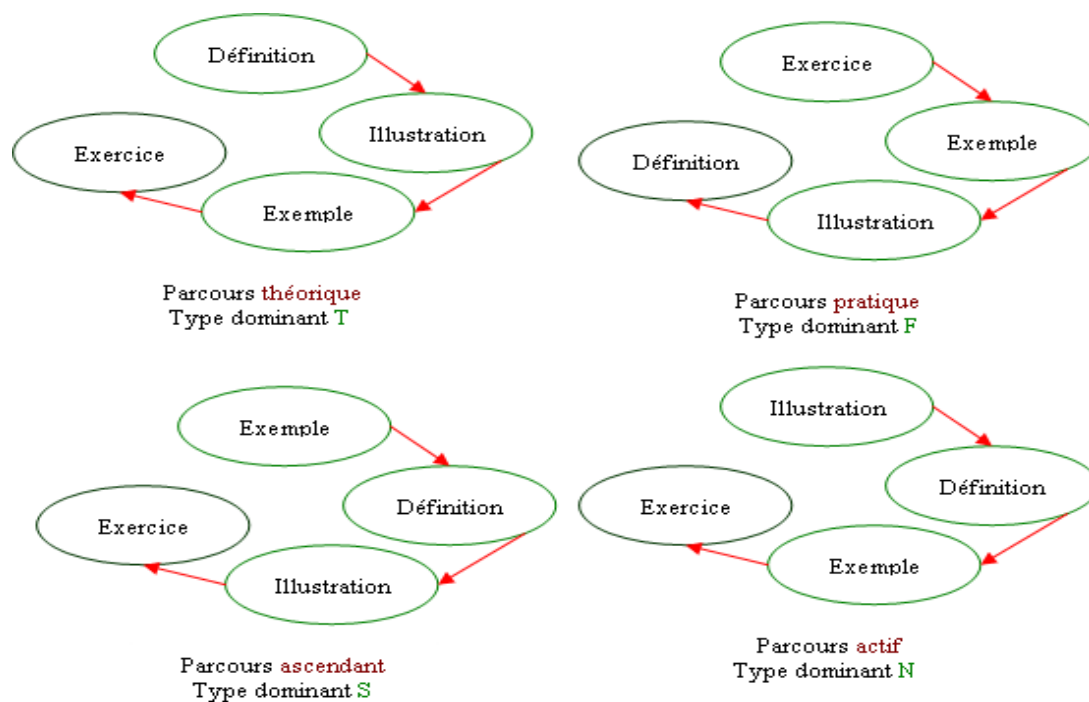 Définition
Illustration
Exercice
Exemple
Parcours théorique
Type dominant T
Exercice
Exemple
Définition
Illustration
Parcours pratique
Type dominant F
Exemple
Définition
Exercice
Illustration
Parcours ascendant
Type dominant S
Illustration
Définition
Exercice
Exemple
Parcours actif
Type dominant N